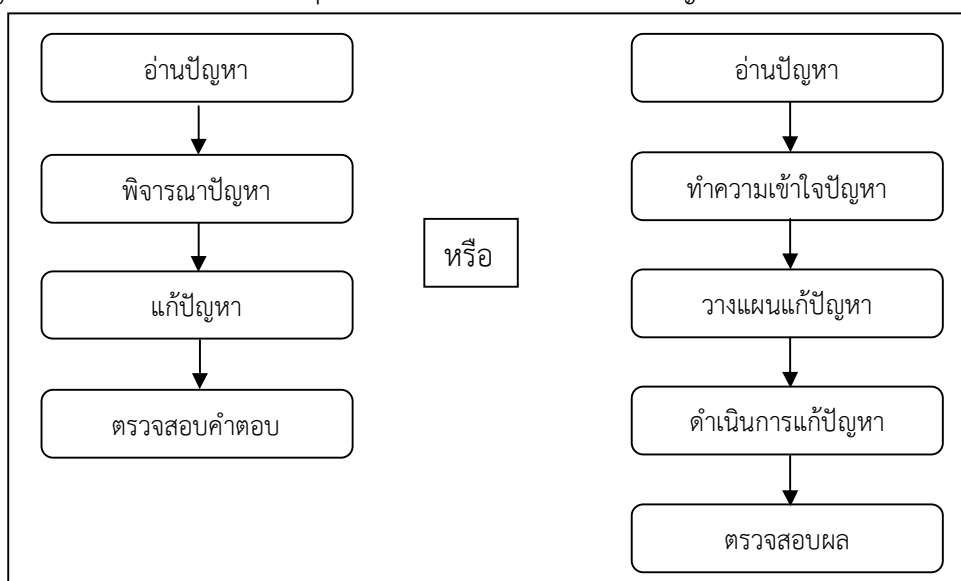 อ่านปัญหา
พิจารณาปัญหา
แก้ปัญหา
ตรวจสอบคำตอบ
หรือ
อ่านปัญหา
ทำความเข้าใจปัญหา
วางแผนแก้ปัญหา
ดำเนินการแก้ปัญหา
ตรวจสอบผล